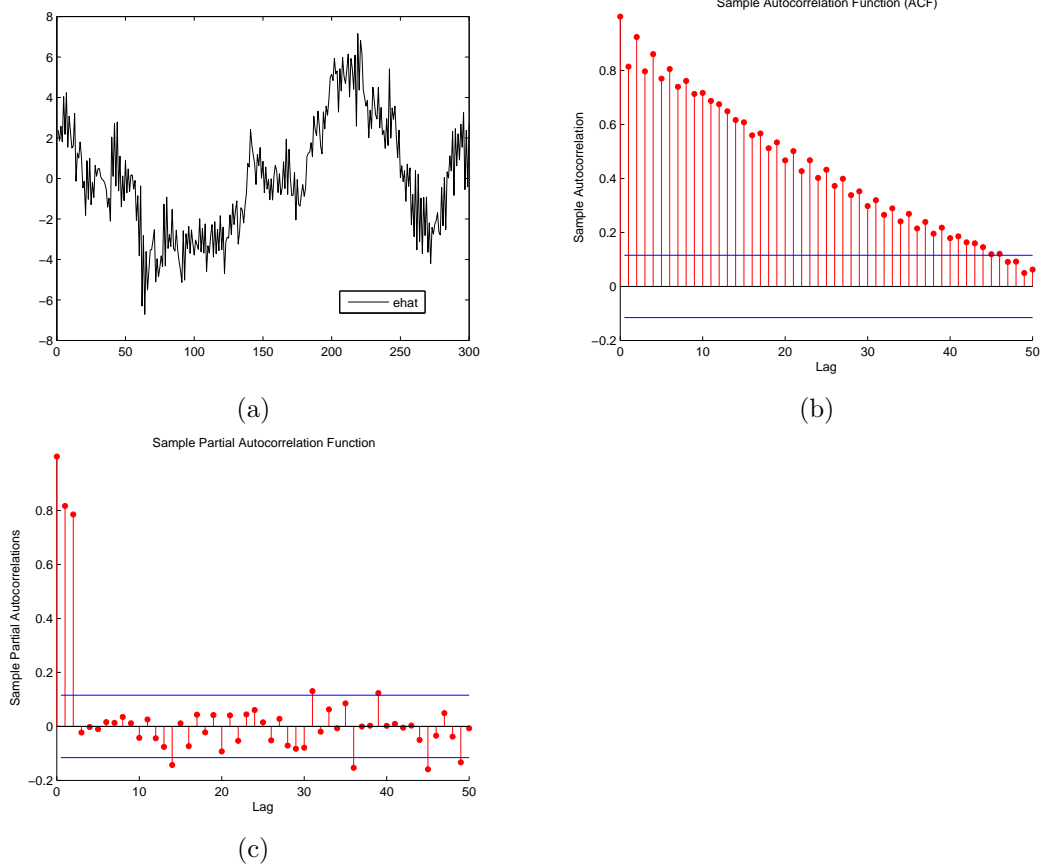 8
6
4
2
0
−2
−4
−6
−8
0 50 100 150 200 250 300
ehat
(a)
Sample Autocorrelation Function (ACF)
Sample Autocorrelation
0.8
0.6
0.4
0.2
0
−0.2
0 10 20 30 40 50
Lag
(b)
Sample Partial Autocorrelation Function
Sample Partial Autocorrelations
0.8
0.6
0.4
0.2
0
−0.2
0 10 20 30 40 50
Lag
(c)